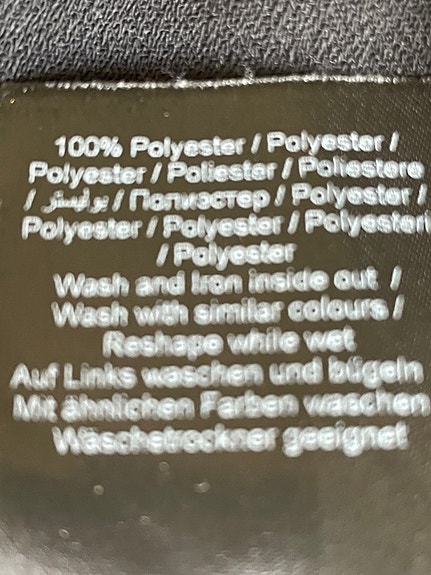 100% Polyester / Polyester /
Polyester / Poliester / Poliestere
/ بوليستر / Полиэстер / Polyester /
Polyester / Polyester / Polyesteri
/ Polyester
Wash and Iron inside out /
Wash with similar colours /
Reshape while wet
Auf Links waschen und bügeln
Mit ähnlichen Farben waschen
Wäschetrockner geeignet